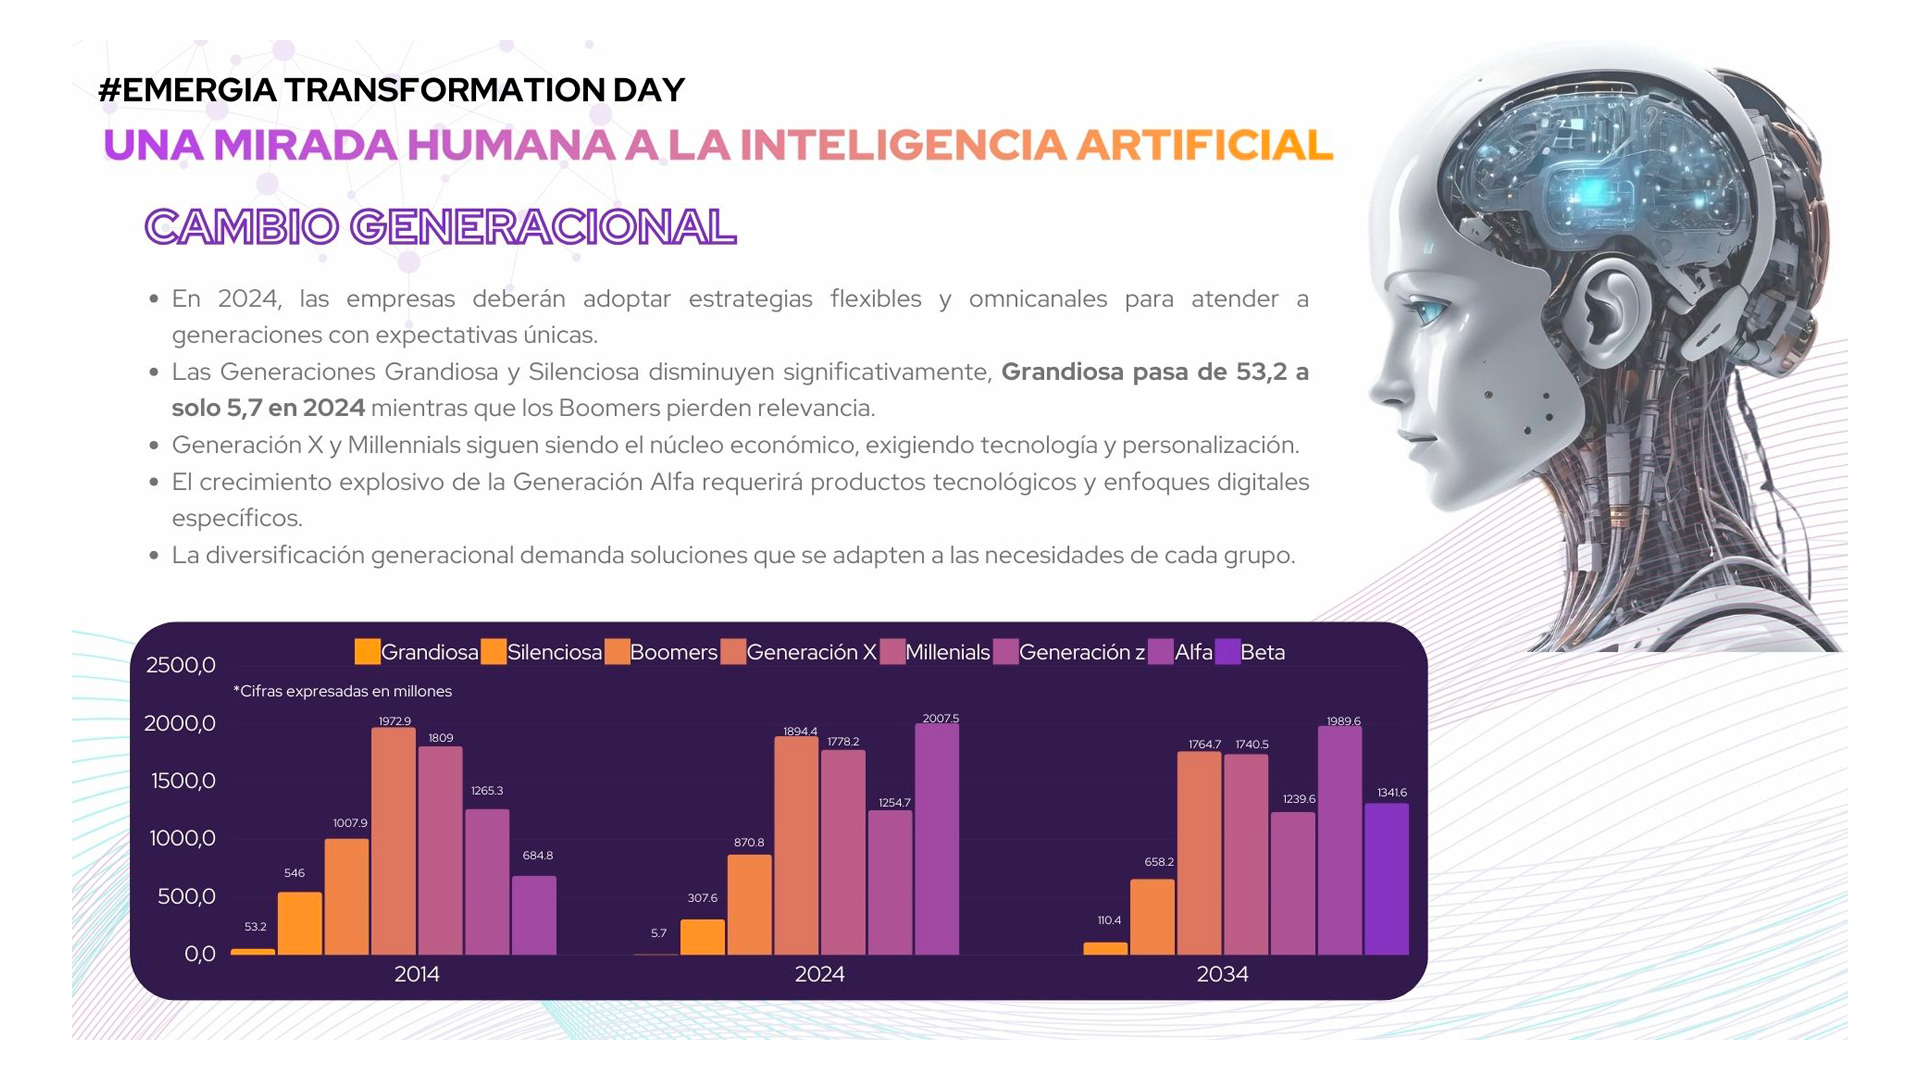 #EMERGIA TRANSFORMATION DAY
UNA MIRADA HUMANA A LA INTELIGENCIA ARTIFICIAL
CAMBIO GENERACIONAL
• En 2024, las empresas deberán adoptar estrategias flexibles y omnicanales para atender a
generaciones con expectativas únicas.
• Las Generaciones Grandiosa y Silenciosa disminuyen significativamente, Grandiosa pasa de 53,2 a
solo 5,7 en 2024 mientras que los Boomers pierden relevancia.
• Generación X y Millennials siguen siendo el núcleo económico, exigiendo tecnología y personalización.
• El crecimiento explosivo de la Generación Alfa requerirá productos tecnológicos y enfoques digitales
específicos.
• La diversificación generacional demanda soluciones que se adapten a las necesidades de cada grupo.
Grandiosa Silenciosa Boomers Generación X Millenials Generación z Alfa Beta
*Cifras expresadas en millones
2500,0
2000,0
1500,0
1000,0
500,0
0,0
53.2 546 1007.9 1972.9 1809 1265.3 684.8
5.7 307.6 870.8 1894.4 1778.2 1254.7 2007.5
110.4 658.2 1764.7 1740.5 1239.6 1989.6 1341.6
2014 2024 2034